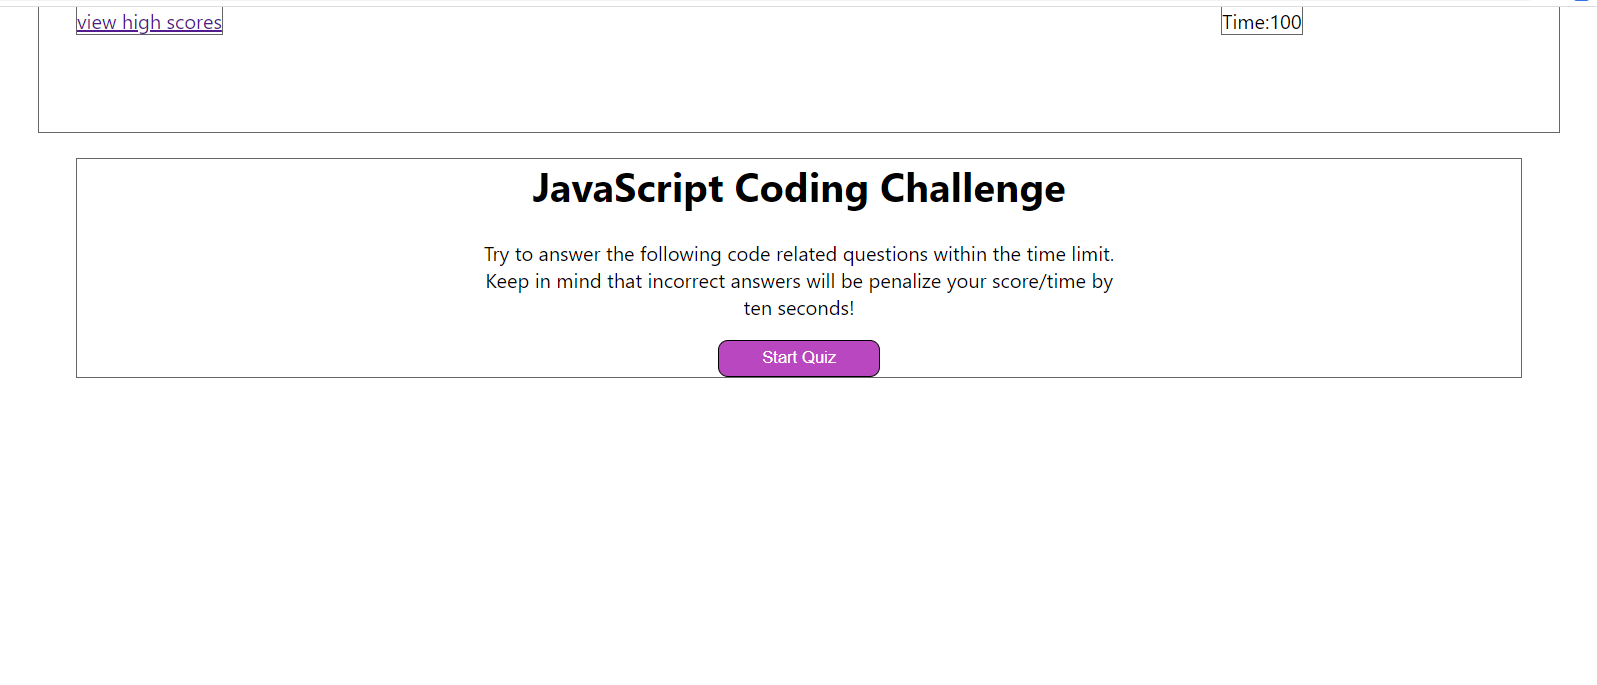 view high scores
Time:100
JavaScript Coding Challenge
Try to answer the following code related questions within the time limit.
Keep in mind that incorrect answers will be penalize your score/time by
ten seconds!
Start Quiz